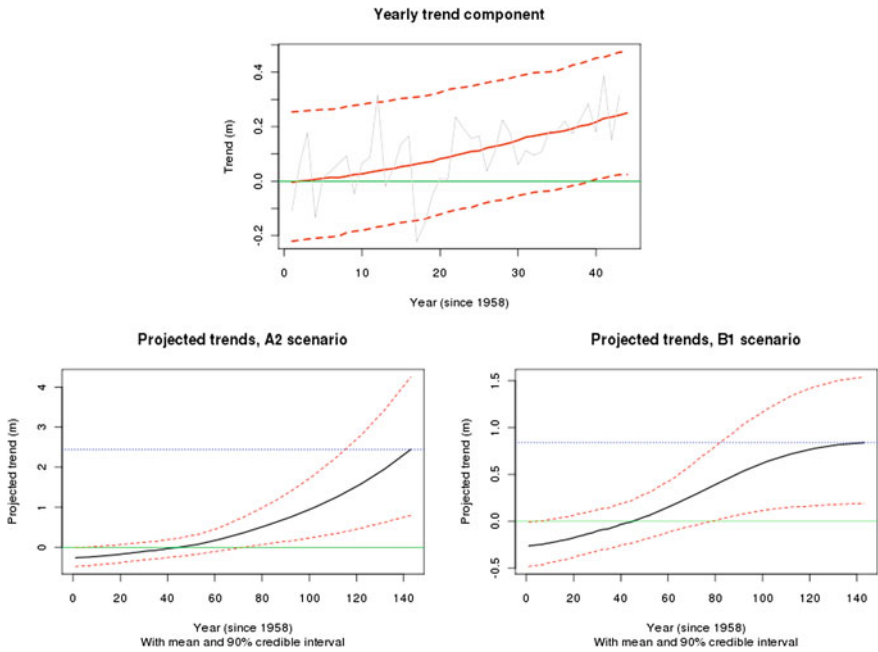 Yearly trend component
Trend (m)
0.4
0.2
0.0
-0.2
0 10 20 30 40
Year (since 1958)
Projected trends, A2 scenario
Projected trend (m)
4
3
2
1
0
0 20 40 60 80 100 120 140
Year (since 1958)
With mean and 90% credible interval
Projected trends, B1 scenario
Projected trend (m)
1.5
1.0
0.5
0.0
-0.5
0 20 40 60 80 100 120 140
Year (since 1958)
With mean and 90% credible interval